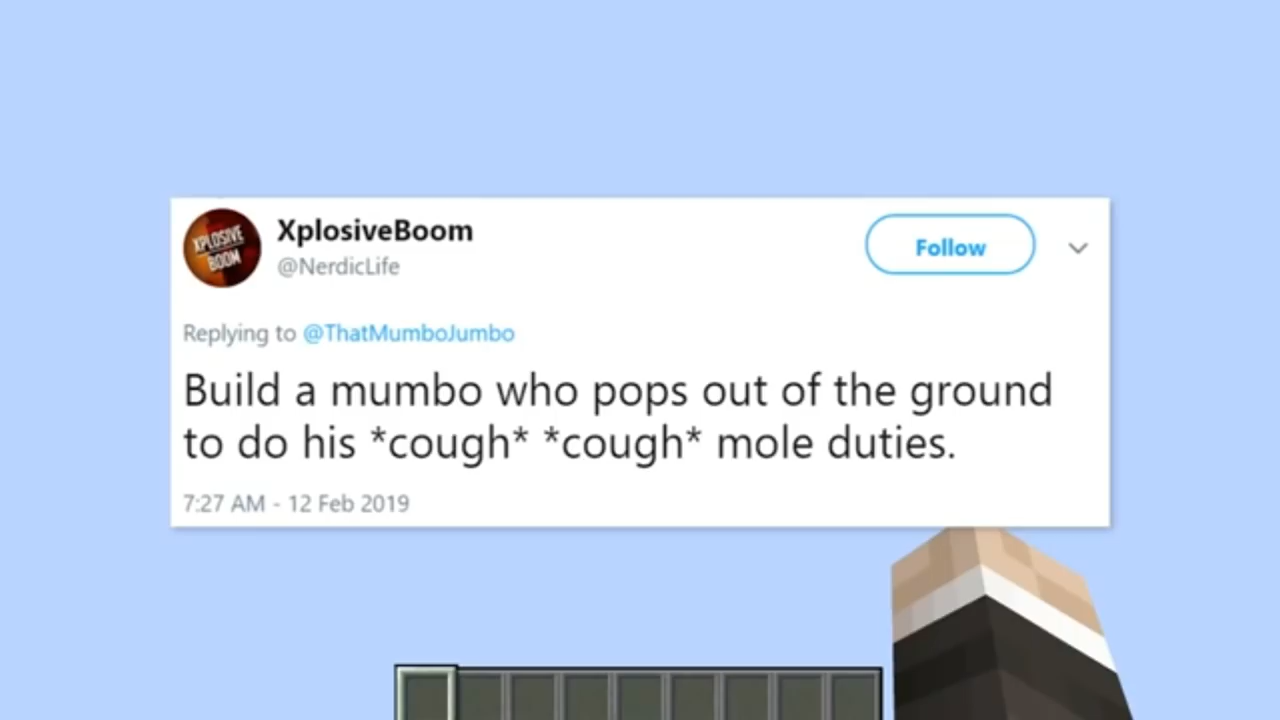 XPLOSIVE
BOOM
XplosiveBoom
@NerdicLife
Follow
Replying to @ThatMumboJumbo
Build a mumbo who pops out of the ground
to do his *cough* *cough* mole duties.
7:27 AM - 12 Feb 2019